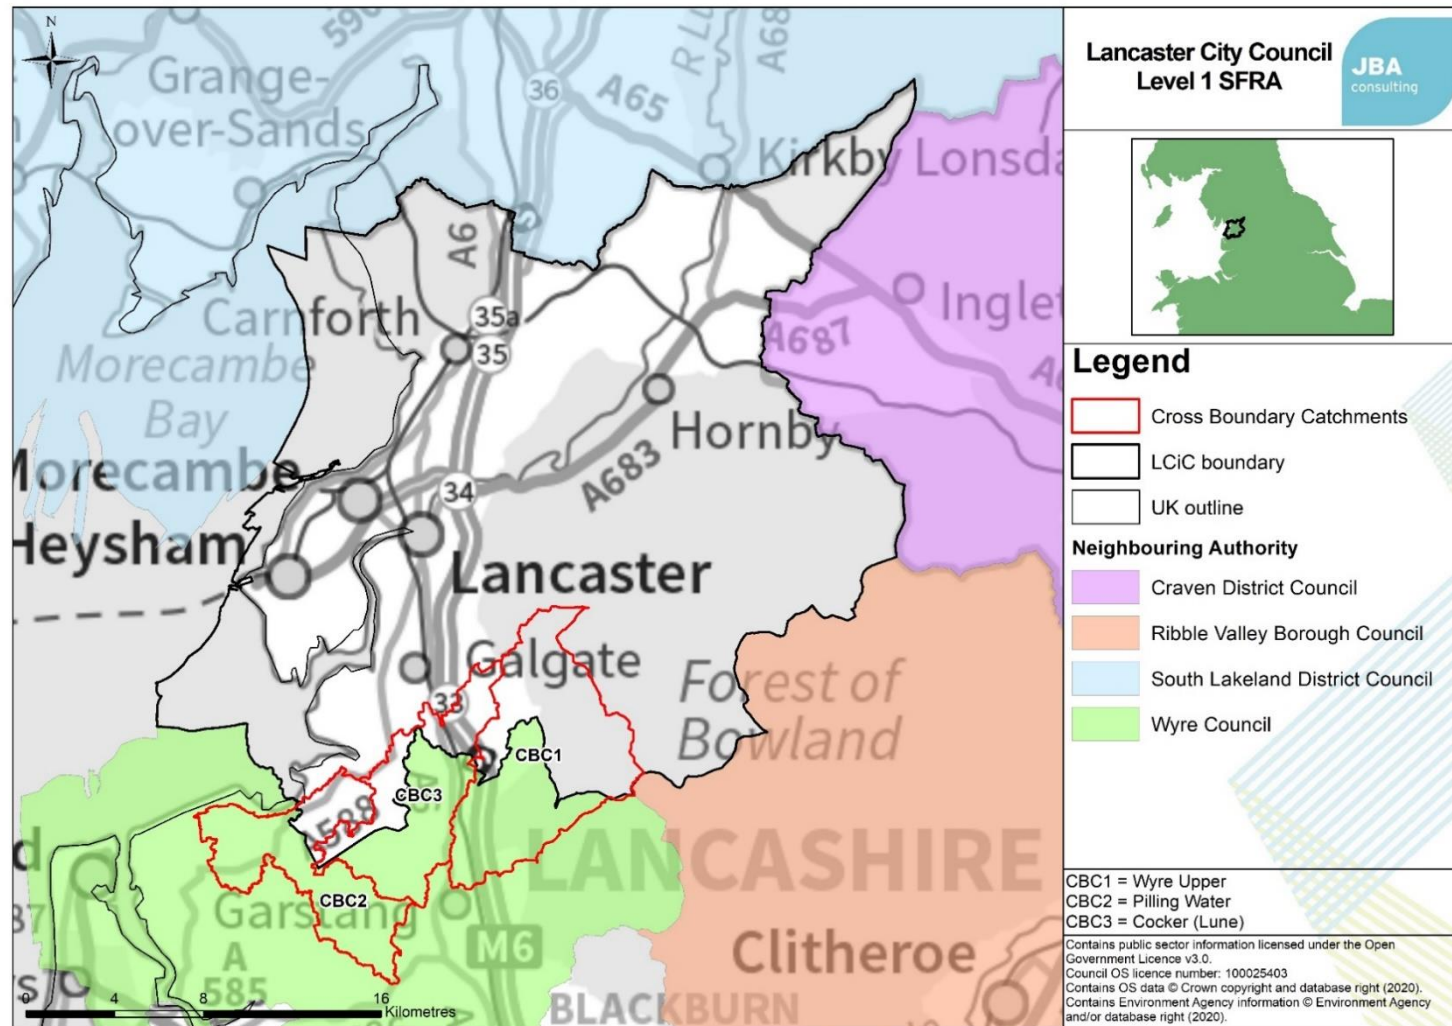 N
590
A68
Grange-
over-Sands
36
A65
Kirkby Lonsda
A6
Carnforth
35a
35
Inglet
A687
Morecambe
Bay
Hornby
Morecambe
34
A683
Heysham
Lancaster
Galgate
33
Forest of
Bowland
CBC1
CBC3
A588
LANCASHIRE
CBC2
Garstang
A
585
M6
Clitheroe
BLACKBURN
0 4 8 16
Kilometres
Lancaster City Council
Level 1 SFRA
JBA
consulting
Legend
Cross Boundary Catchments
LCiC boundary
UK outline
Neighbouring Authority
Craven District Council
Ribble Valley Borough Council
South Lakeland District Council
Wyre Council
CBC1 = Wyre Upper
CBC2 = Pilling Water
CBC3 = Cocker (Lune)
Contains public sector information licensed under the Open
Government Licence v3.0.
Council OS licence number: 100025403
Contains OS data © Crown copyright and database right (2020).
Contains Environment Agency information © Environment Agency
and/or database right (2020).